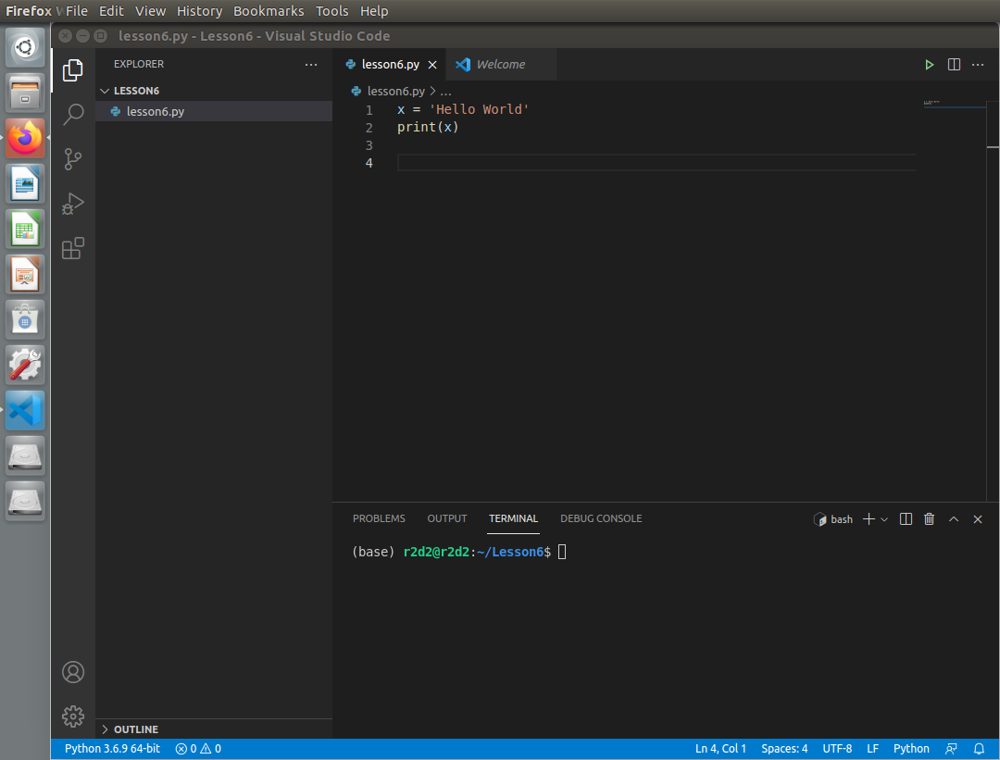 Firefox File Edit View History Bookmarks Tools Help
lesson6.py - Lesson6 - Visual Studio Code
EXPLORER ...
LESSON6
lesson6.py
lesson6.py Welcome ...
lesson6.py > ...
1 x = 'Hello World'
2 print(x)
3
4
PROBLEMS OUTPUT TERMINAL DEBUG CONSOLE bash
(base) r2d2@r2d2:~/Lesson6$
OUTLINE
Python 3.6.9 64-bit 0 0 Ln 4, Col 1 Spaces: 4 UTF-8 LF Python